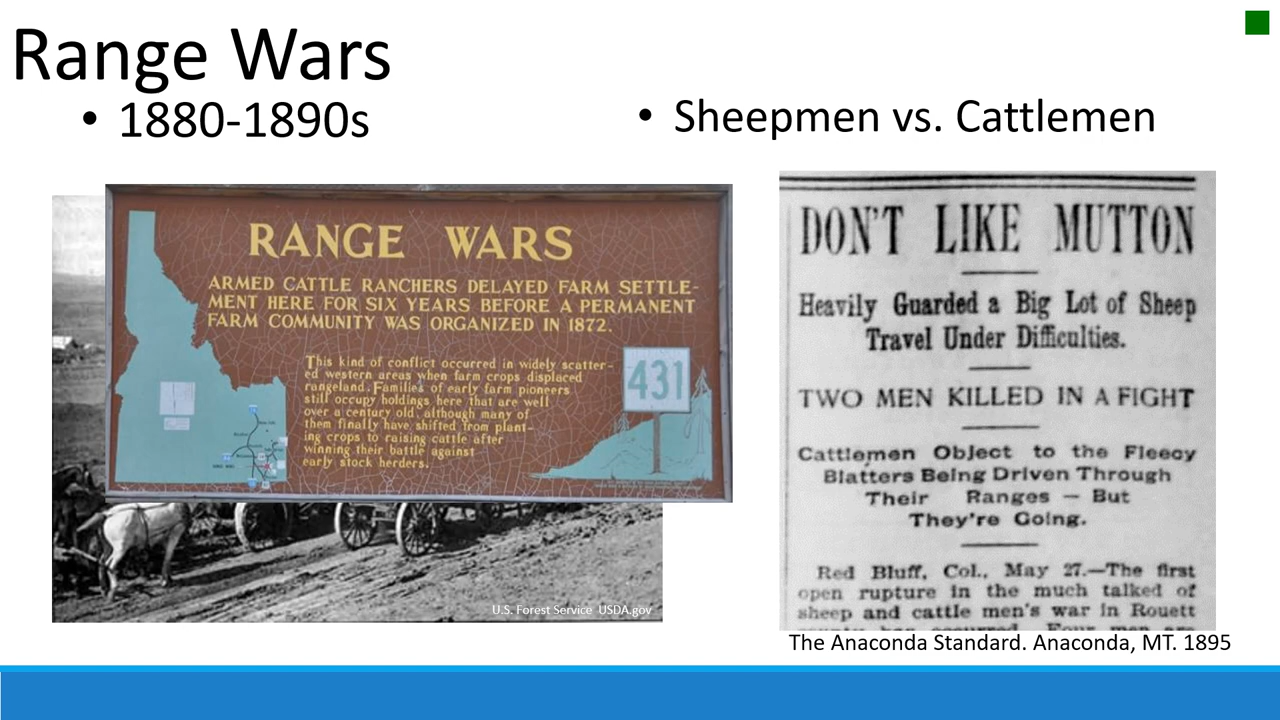 Range Wars
• 1880-1890s
• Sheepmen vs. Cattlemen
RANGE WARS
ARMED CATTLE RANCHERS DELAYED FARM SETTLE-
MENT HERE FOR SIX YEARS BEFORE A PERMANENT
FARM COMMUNITY WAS ORGANIZED IN 1872.
This kind of conflict occurred in widely scatter-
ed western areas when farm crops displaced
rangeland. Families of early farm pioneers
still occupy holdings here that are well
over a century old, although many of
them finally have shifted from plant-
ing crops to raising cattle after
winning their battle against
early stock herders.
431
U.S. Forest Service USDA.gov
DON'T LIKE MUTTON
Heavily Guarded a Big Lot of Sheep
Travel Under Difficulties.
TWO MEN KILLED IN A FIGHT
Cattlemen Object to the Fleecy
Blatters Being Driven Through
Their Ranges — But
They're Going.
Red Bluff, Col., May 27.—The first
open rupture in the much talked of
sheep and cattle men's war in Rouett
The Anaconda Standard. Anaconda, MT. 1895